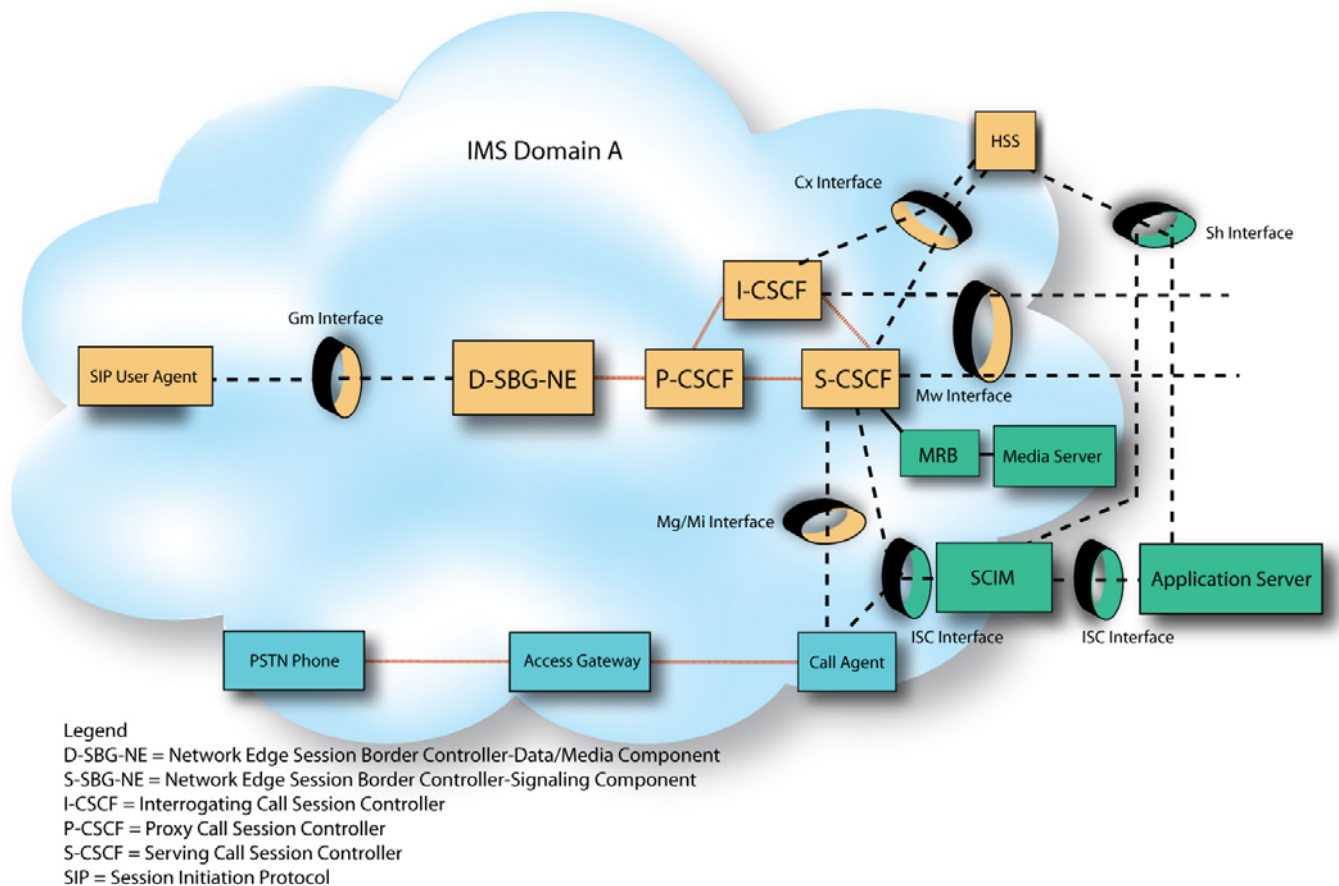 IMS Domain A
HSS
Cx Interface
Sh Interface
I-CSCF
Gm Interface
SIP User Agent
D-SBG-NE
P-CSCF
S-CSCF
Mw Interface
MRB
Media Server
Mg/Mi Interface
SCIM
Application Server
ISC Interface
ISC Interface
PSTN Phone
Access Gateway
Call Agent
Legend
D-SBG-NE = Network Edge Session Border Controller-Data/Media Component
S-SBG-NE = Network Edge Session Border Controller-Signaling Component
I-CSCF = Interrogating Call Session Controller
P-CSCF = Proxy Call Session Controller
S-CSCF = Serving Call Session Controller
SIP = Session Initiation Protocol